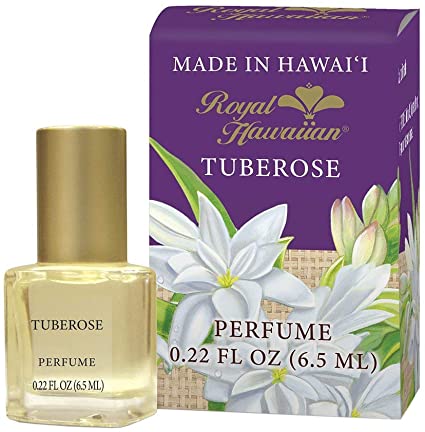 MADE IN HAWAI‘I
Royal
Hawaiian®
TUBEROSE
PERFUME
0.22 FL OZ (6.5 ML)
TUBEROSE
PERFUME
0.22 FL OZ (6.5 ML)